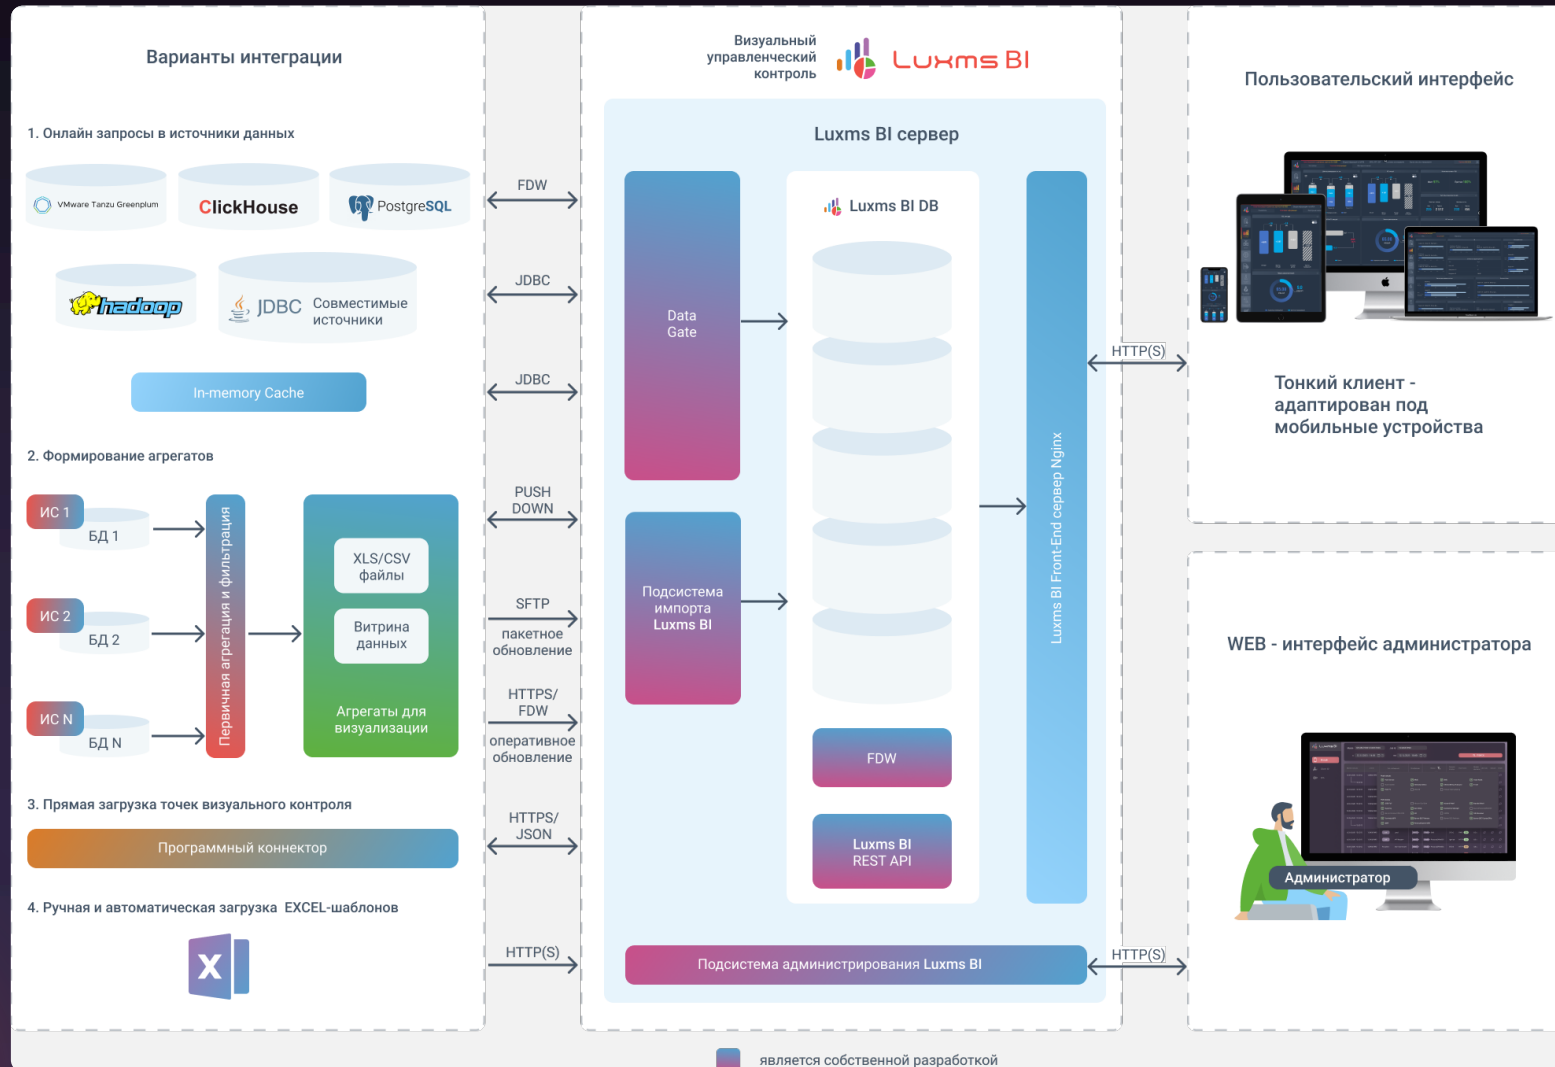 Варианты интеграции
1. Онлайн запросы в источники данных
VMware Tanzu Greenplum
ClickHouse
PostgreSQL
hadoop
JDBC
Совместимые
источники
In-memory Cache
2. Формирование агрегатов
ИС 1
БД 1
ИС 2
БД 2
ИС N
БД N
Первичная агрегация и фильтрация
XLS/CSV
файлы
Витрина
данных
Агрегаты для
визуализации
3. Прямая загрузка точек визуального контроля
Программный коннектор
4. Ручная и автоматическая загрузка EXCEL-шаблонов
X
FDW
JDBC
JDBC
PUSH
DOWN
SFTP
пакетное
обновление
HTTPS/
FDW
оперативное
обновление
HTTPS/
JSON
HTTP(S)
Визуальный
управленческий
контроль
Luxms BI
Luxms BI сервер
Data
Gate
Подсистема
импорта
Luxms BI
Luxms BI DB
FDW
Luxms BI
REST API
Luxms BI Front-End сервер Nginx
Подсистема администрирования Luxms BI
HTTP(S)
HTTP(S)
Пользовательский интерфейс
Тонкий клиент -
адаптирован под
мобильные устройства
WEB - интерфейс администратора
Администратор
является собственной разработкой